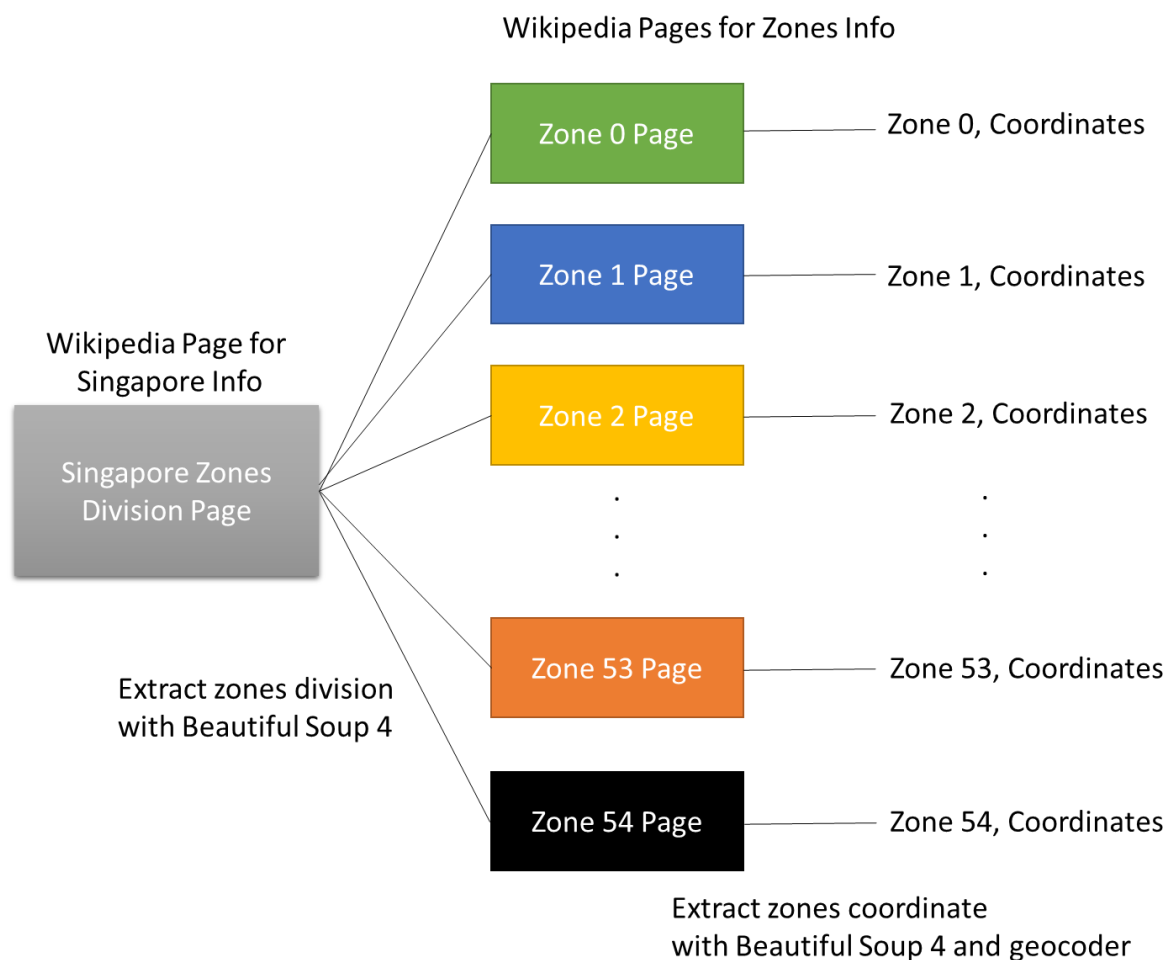 Wikipedia Pages for Zones Info
Zone 0 Page
Zone 0, Coordinates
Zone 1 Page
Zone 1, Coordinates
Wikipedia Page for
Singapore Info
Zone 2 Page
Zone 2, Coordinates
Singapore Zones
Division Page
.
.
.
.
.
.
Zone 53 Page
Zone 53, Coordinates
Extract zones division
with Beautiful Soup 4
Zone 54 Page
Zone 54, Coordinates
Extract zones coordinate
with Beautiful Soup 4 and geocoder